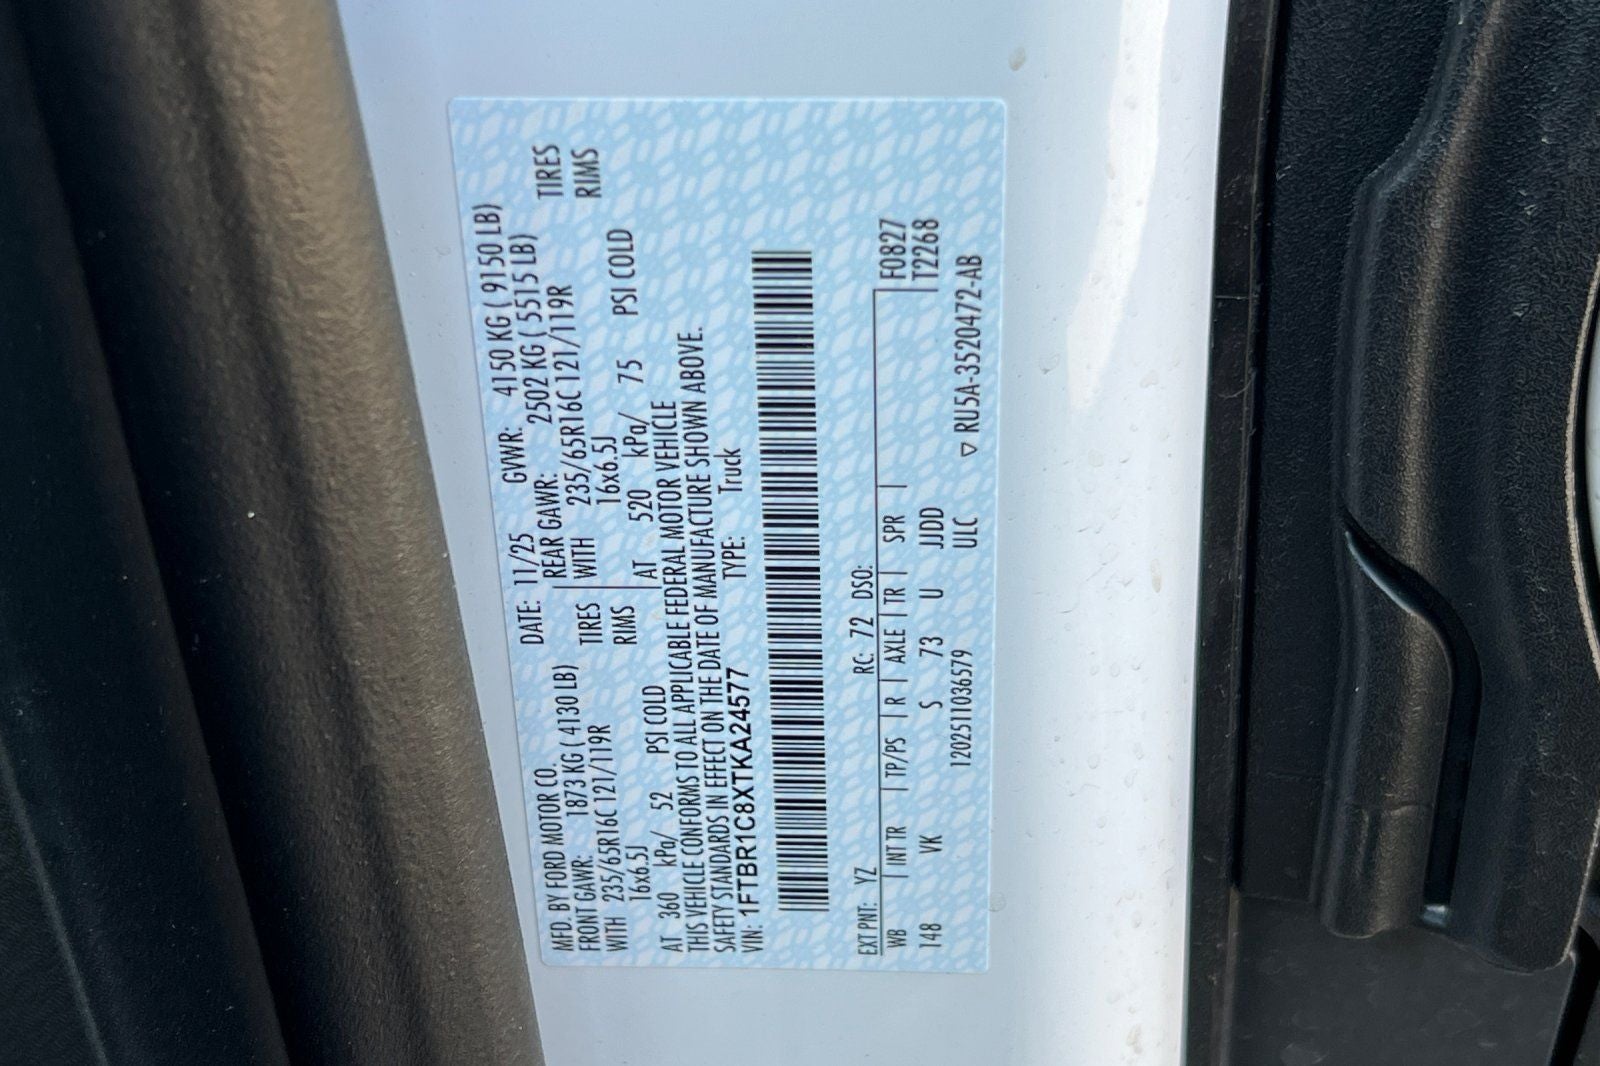 MFD. BY FORD MOTOR CO. DATE: 11/25 GVWR: 4150 KG ( 9150 LB)
FRONT GAWR: 1873 KG ( 4130 LB) REAR GAWR: 2502 KG ( 5515 LB)
WITH 235/65R16C 121/119R TIRES WITH 235/65R16C 121/119R TIRES
16x6.5J RIMS 16x6.5J RIMS
AT 360 kPa/ 52 PSI COLD AT 520 kPa/ 75 PSI COLD
THIS VEHICLE CONFORMS TO ALL APPLICABLE FEDERAL MOTOR VEHICLE
SAFETY STANDARDS IN EFFECT ON THE DATE OF MANUFACTURE SHOWN ABOVE.
VIN: 1FTBR1C8XTKA24577 TYPE: Truck
EXT PNT: YZ RC: 72 DSO: F0827
WB | INT TR | TP/PS | R | AXLE | TR | SPR | T2268
148 VK S 73 U JJDD
1202511036579 ULC ▽ RU5A-3520472-AB